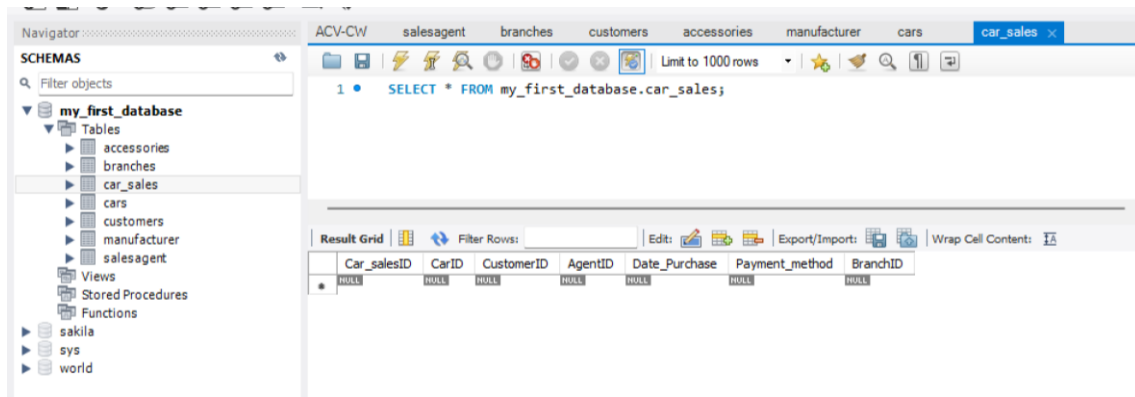 Navigator
SCHEMAS
Filter objects
my_first_database
Tables
accessories
branches
car_sales
cars
customers
manufacturer
salesagent
Views
Stored Procedures
Functions
sakila
sys
world
ACV-CW salesagent branches customers accessories manufacturer cars car_sales
Limit to 1000 rows
1 SELECT * FROM my_first_database.car_sales;
Result Grid Filter Rows: Edit: Export/Import: Wrap Cell Content:
Car_salesID CarID CustomerID AgentID Date_Purchase Payment_method BranchID
NULL NULL NULL NULL NULL NULL NULL